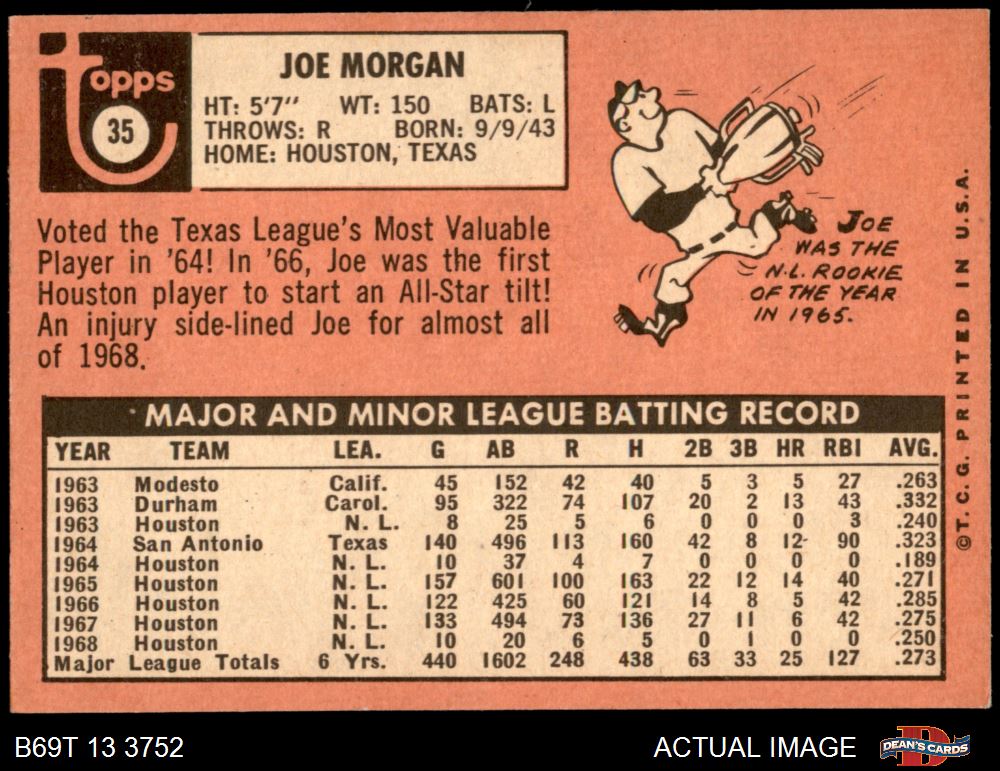 Topps
35
JOE MORGAN
HT: 5'7" WT: 150 BATS: L
THROWS: R BORN: 9/9/43
HOME: HOUSTON, TEXAS
Voted the Texas League's Most Valuable
Player in '64! In '66, Joe was the first
Houston player to start an All-Star tilt!
An injury side-lined Joe for almost all
of 1968.
JOE
WAS THE
N.L. ROOKIE
OF THE YEAR
IN 1965.
MAJOR AND MINOR LEAGUE BATTING RECORD
YEAR TEAM LEA. G AB R H 2B 3B HR RBI AVG.
1963 Modesto Calif. 45 152 42 40 5 3 5 27 .263
1963 Durham Carol. 95 322 74 107 20 2 13 43 .332
1963 Houston N. L. 8 25 5 6 0 0 0 3 .240
1964 San Antonio Texas 140 496 113 160 42 8 12 90 .323
1964 Houston N. L. 10 37 4 7 0 0 0 0 .189
1965 Houston N. L. 157 601 100 163 22 12 14 40 .271
1966 Houston N. L. 122 425 60 121 14 8 5 42 .285
1967 Houston N. L. 133 494 73 136 27 11 6 42 .275
1968 Houston N. L. 10 20 6 5 0 1 0 0 .250
Major League Totals 6 Yrs. 440 1602 248 438 63 33 25 127 .273
©T. C. G. PRINTED IN U.S.A.
B69T 13 3752
ACTUAL IMAGE
DEAN'S CARDS